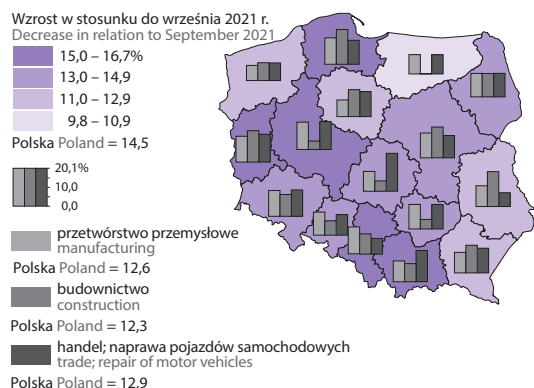 Wzrost w stosunku do września 2021 r.
Decrease in relation to September 2021
15,0 – 16,7%
13,0 – 14,9
11,0 – 12,9
9,8 – 10,9
Polska Poland = 14,5
20,1%
10,0
0,0
przetwórstwo przemysłowe
manufacturing
Polska Poland = 12,6
budownictwo
construction
Polska Poland = 12,3
handel; naprawa pojazdów samochodowych
trade; repair of motor vehicles
Polska Poland = 12,9